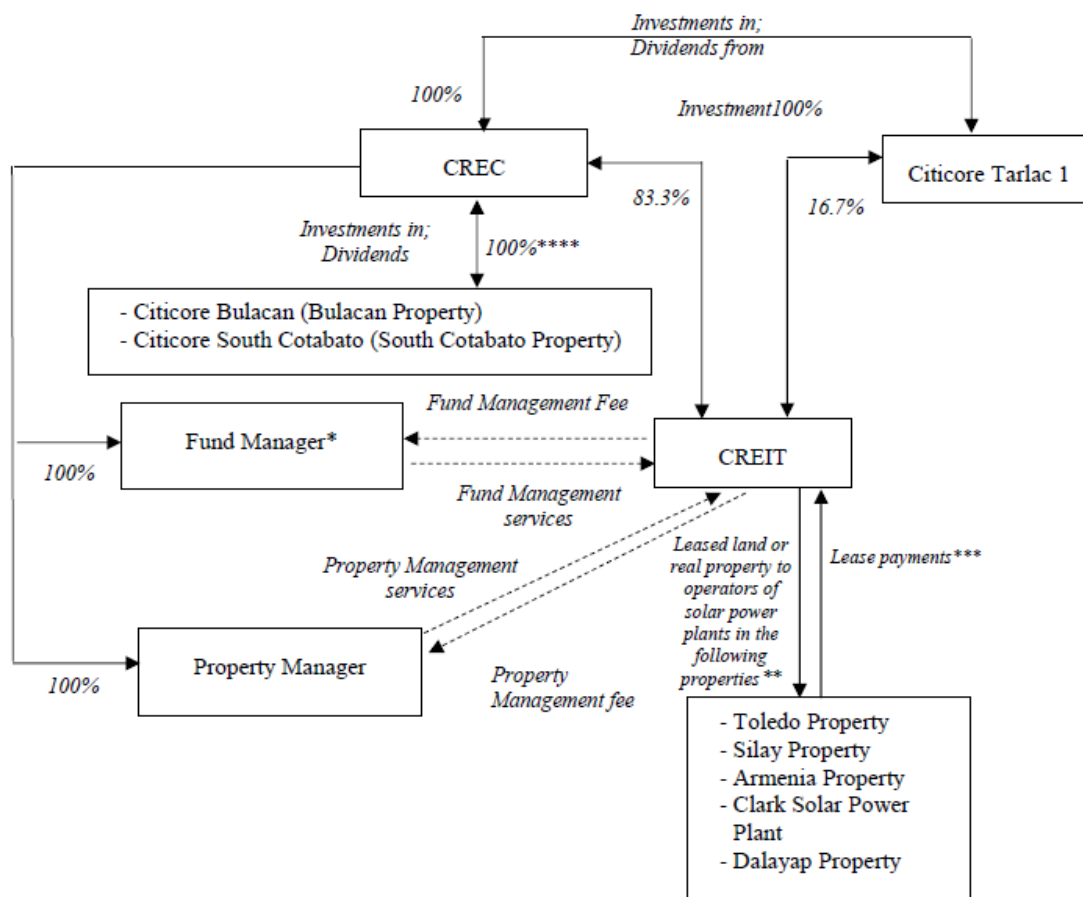 Investments in;
Dividends from
100%
Investment100%
CREC
Citicore Tarlac 1
83.3%
16.7%
Investments in;
Dividends
100%****
- Citicore Bulacan (Bulacan Property)
- Citicore South Cotabato (South Cotabato Property)
Fund Management Fee
Fund Manager*
CREIT
100%
Fund Management
services
Property Management
services
Leased land or
real property to
operators of
solar power
plants in the
following
properties **
Lease payments***
Property Manager
100%
Property
Management fee
- Toledo Property
- Silay Property
- Armenia Property
- Clark Solar Power
Plant
- Dalayap Property